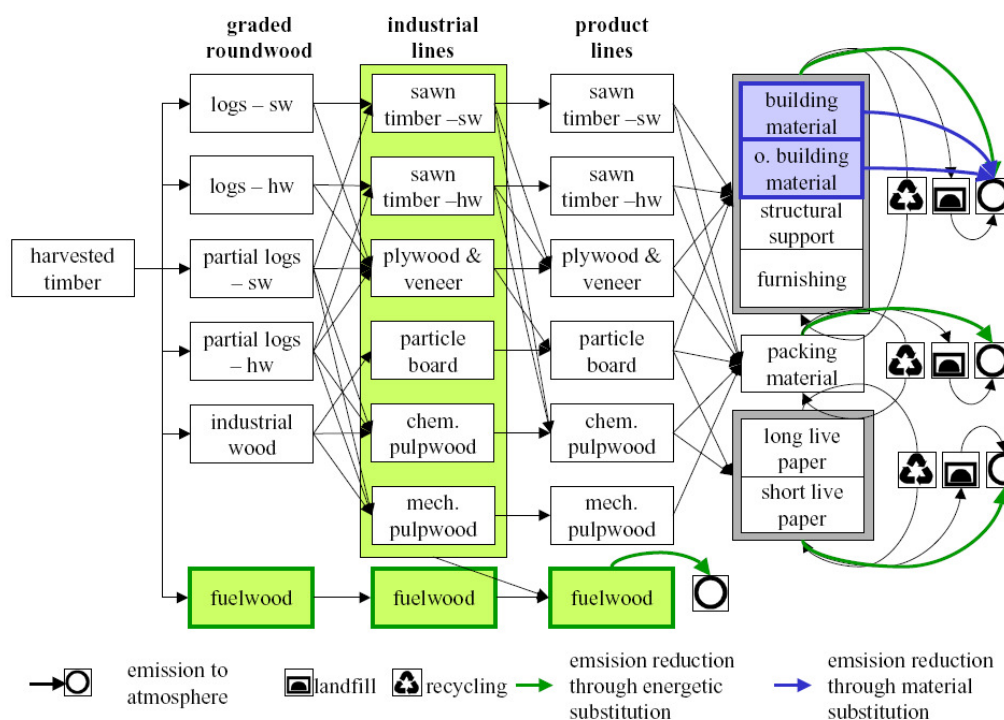 graded
roundwood
industrial
lines
product
lines
logs – sw
sawn
timber –sw
sawn
timber –sw
building
material
logs – hw
sawn
timber –hw
sawn
timber –hw
o. building
material
structural
support
harvested
timber
partial logs
– sw
plywood &
veneer
plywood &
veneer
furnishing
partial logs
– hw
particle
board
particle
board
packing
material
industrial
wood
chem.
pulpwood
chem.
pulpwood
long live
paper
mech.
pulpwood
mech.
pulpwood
short live
paper
fuelwood
fuelwood
fuelwood
emission to
atmosphere
landfill
recycling
emsision reduction
through energetic
substitution
emsision reduction
through material
substitution